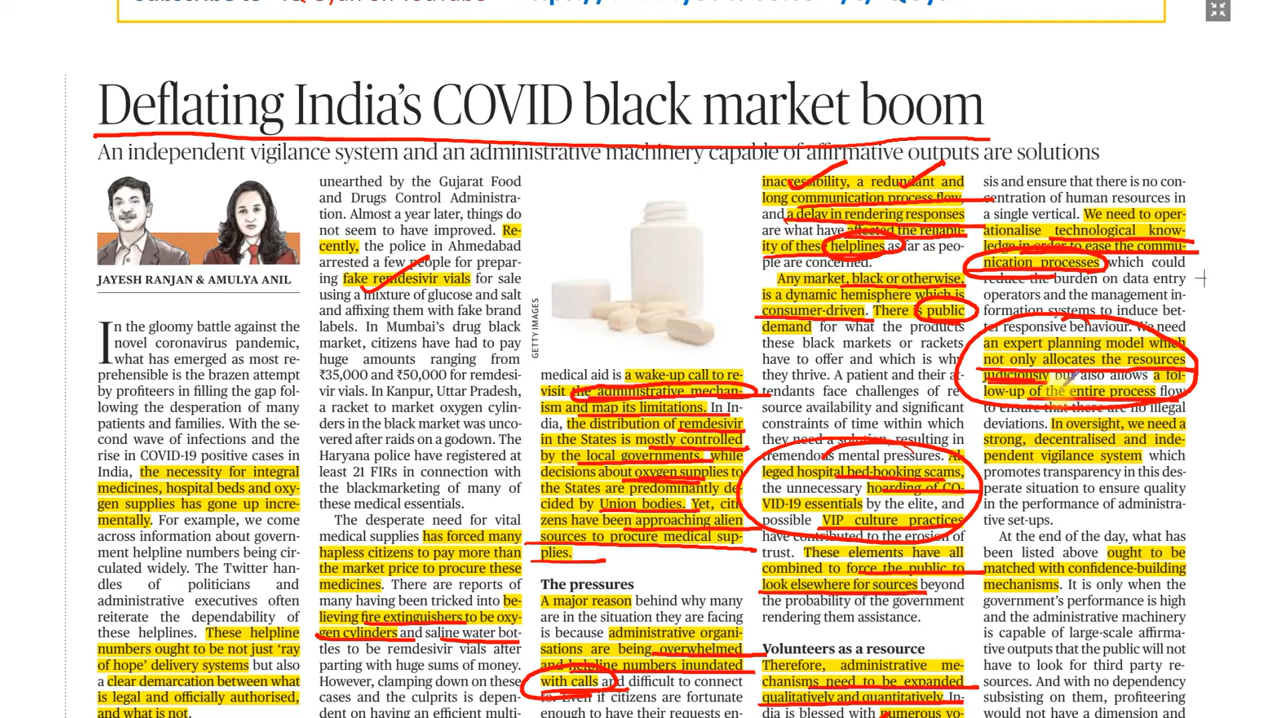 Deflating India's COVID black market boom
An independent vigilance system and an administrative machinery capable of affirmative outputs are solutions
JAYESH RANJAN & AMULYA ANIL
In the gloomy battle against the
novel coronavirus pandemic,
what has emerged as most re-
prehensible is the brazen attempt
by profiteers in filling the gap fol-
lowing the desperation of many
patients and families. With the
second wave of infections and the
rise in COVID-19 positive cases in
India, the necessity for integral
medicines, hospital beds and oxy-
gen supplies has gone up incre-
mentally. For example, we come
across information about govern-
ment helpline numbers being cir-
culated widely. The Twitter han-
dles of politicians and
administrative executives often
reiterate the dependability of
these helplines. These helpline
numbers ought to be not just 'ray
of hope' delivery systems but also
a clear demarcation between what
is legal and officially authorised,
and what is not.
unearthed by the Gujarat Food
and Drugs Control Administra-
tion. Almost a year later, things do
not seem to have improved. Re-
cently, the police in Ahmedabad
arrested a few people for prepar-
ing fake remdesivir vials for sale
using a mixture of glucose and salt
and affixing them with fake brand
labels. In Mumbai's drug black
market, citizens have had to pay
huge amounts ranging from
₹35,000 and ₹50,000 for remdesi-
vir vials. In Kanpur, Uttar Pradesh,
a racket to market oxygen cylin-
ders in the black market was unco-
vered after raids on a godown. The
Haryana police have registered at
least 21 FIRs in connection with
the blackmarketing of many of
these medical essentials.
The desperate need for vital
medical supplies has forced many
hapless citizens to pay more than
the market price to procure these
medicines. There are reports of
many having been tricked into be-
lieving fire extinguishers to be oxy-
gen cylinders and saline water bot-
tles to be remdesivir vials after
parting with huge sums of money.
However, clamping down on these
cases and the culprits is depen-
dent on having an efficient multi-
GETTY IMAGES
medical aid is a wake-up call to re-
visit the administrative mechan-
ism and map its limitations. In In-
dia, the distribution of remdesivir
in the States is mostly controlled
by the local governments, while
decisions about oxygen supplies to
the States are predominantly de-
cided by Union bodies. Yet, citi-
zens have been approaching alien
sources to procure medical sup-
plies.
The pressures
A major reason behind why many
are in the situation they are facing
is because administrative organi-
sations are being overwhelmed
and helpline numbers inundated
with calls and difficult to connect
to. Even if citizens are fortunate
enough to have their requests en-
inaccessibility, a redundant and
long communication process flow,
and a delay in rendering responses
are what have affected the reliabil-
ity of these helplines as far as peo-
ple are concerned.
Any market, black or otherwise,
is a dynamic hemisphere which is
consumer-driven. There is public
demand for what the products
these black markets or rackets
have to offer and which is why
they thrive. A patient and their at-
tendants face challenges of re-
source availability and significant
constraints of time within which
they need a solution, resulting in
tremendous mental pressures. Al-
leged hospital bed-booking scams,
the unnecessary hoarding of CO-
VID-19 essentials by the elite, and
possible VIP culture practices
have contributed to the erosion of
trust. These elements have all
combined to force the public to
look elsewhere for sources beyond
the probability of the government
rendering them assistance.
Volunteers as a resource
Therefore, administrative me-
chanisms need to be expanded
qualitatively and quantitatively. In-
dia is blessed with numerous vo-
sis and ensure that there is no con-
centration of human resources in
a single vertical. We need to oper-
ationalise technological know-
ledge in order to ease the commu-
nication processes which could
reduce the burden on data entry
operators and the management in-
formation systems to induce bet-
ter responsive behaviour. We need
an expert planning model which
not only allocates the resources
judiciously but also allows a fol-
low-up of the entire process flow
to ensure that there are no illegal
deviations. In oversight, we need a
strong, decentralised and inde-
pendent vigilance system which
promotes transparency in this des-
perate situation to ensure quality
in the performance of administra-
tive set-ups.
At the end of the day, what has
been listed above ought to be
matched with confidence-building
mechanisms. It is only when the
government's performance is high
and the administrative machinery
is capable of large-scale affirma-
tive outputs that the public will not
have to look for third party re-
sources. And with no dependency
subsisting on them, profiteering
would not have a dimension and